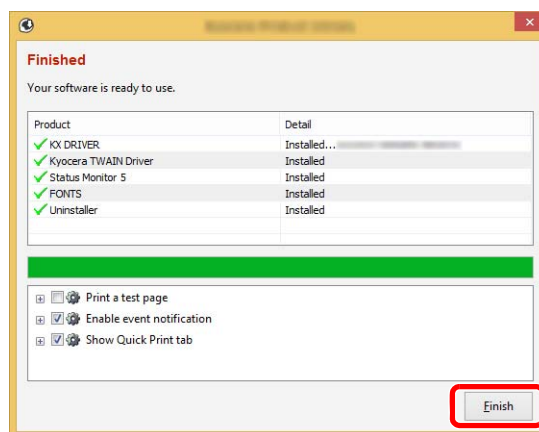 Finished
Your software is ready to use.
Product Detail
KX DRIVER Installed...
Kyocera TWAIN Driver Installed
Status Monitor 5 Installed
FONTS Installed
Uninstaller Installed
Print a test page
Enable event notification
Show Quick Print tab
Finish